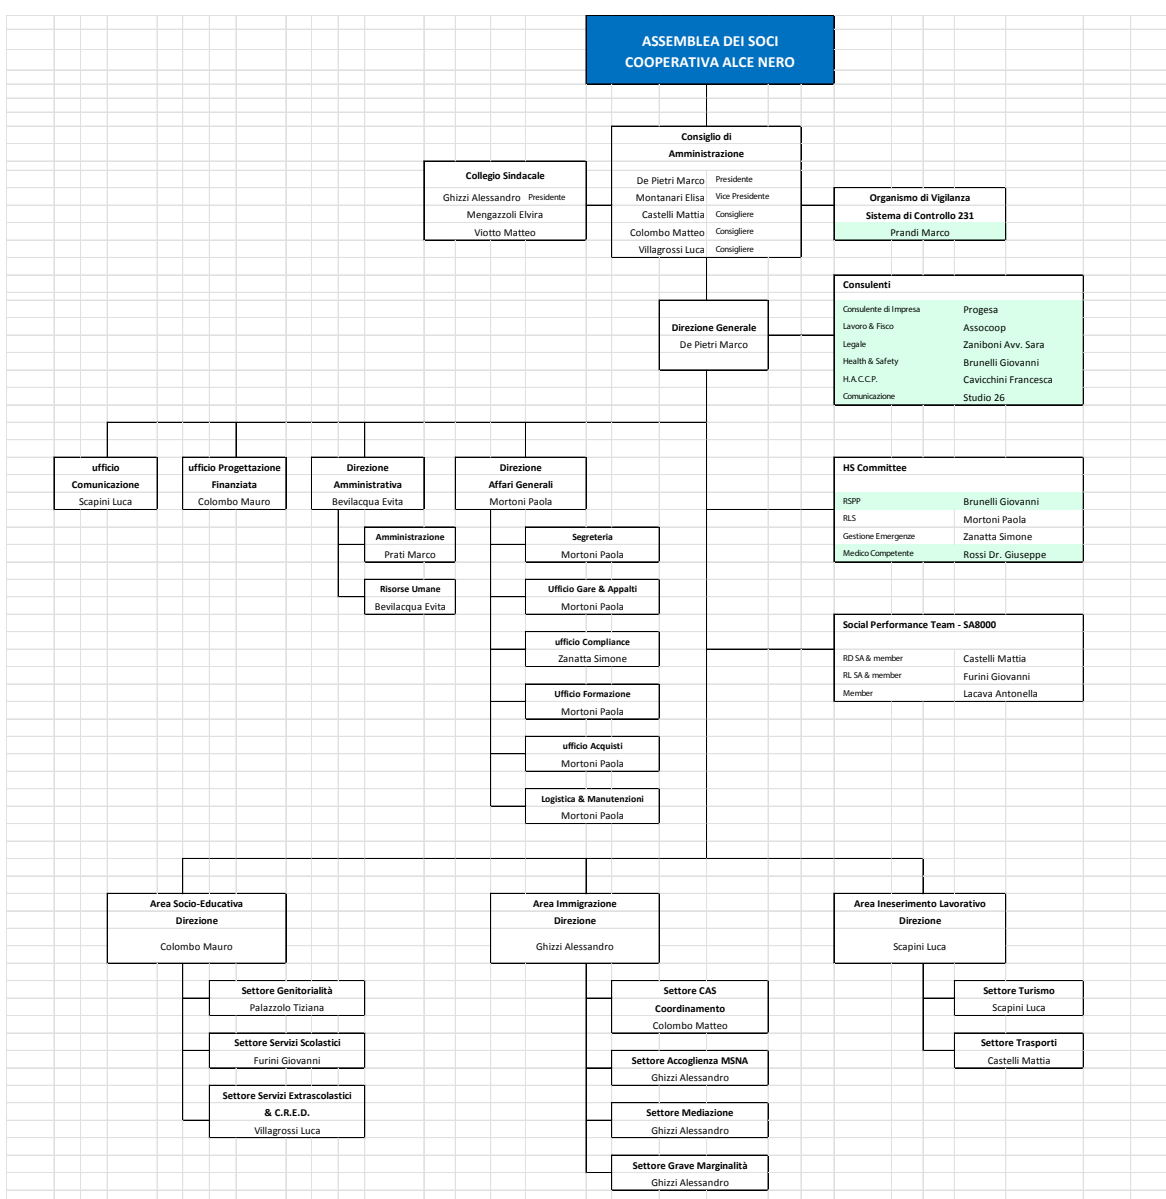 ASSEMBLEA DEI SOCI
COOPERATIVA ALCE NERO
Consiglio di
Amministrazione
De Pietri Marco Presidente
Montanari Elisa Vice Presidente
Castelli Mattia Consigliere
Colombo Matteo Consigliere
Villagrossi Luca Consigliere
Collegio Sindacale
Ghizzi Alessandro Presidente
Mengazzoli Elvira
Viotto Matteo
Organismo di Vigilanza
Sistema di Controllo 231
Prandi Marco
Direzione Generale
De Pietri Marco
Consulenti
Consulente di Impresa Progesa
Lavoro & Fisco Assocoop
Legale Zaniboni Avv. Sara
Health & Safety Brunelli Giovanni
H.A.C.C.P. Cavicchini Francesca
Comunicazione Studio 26
ufficio
Comunicazione
Scapini Luca
ufficio Progettazione
Finanziata
Colombo Mauro
Direzione
Amministrativa
Bevilacqua Evita
Direzione
Affari Generali
Mortoni Paola
HS Committee
RSPP Brunelli Giovanni
RLS Mortoni Paola
Gestione Emergenze Zanatta Simone
Medico Competente Rossi Dr. Giuseppe
Amministrazione
Prati Marco
Risorse Umane
Bevilacqua Evita
Segreteria
Mortoni Paola
Ufficio Gare & Appalti
Mortoni Paola
ufficio Compliance
Zanatta Simone
Ufficio Formazione
Mortoni Paola
ufficio Acquisti
Mortoni Paola
Logistica & Manutenzioni
Mortoni Paola
Social Performance Team - SA8000
RD SA & member Castelli Mattia
RL SA & member Furini Giovanni
Member Lacava Antonella
Area Socio-Educativa
Direzione
Colombo Mauro
Area Immigrazione
Direzione
Ghizzi Alessandro
Area Ineserimento Lavorativo
Direzione
Scapini Luca
Settore Genitorialità
Palazzolo Tiziana
Settore Servizi Scolastici
Furini Giovanni
Settore Servizi Extrascolastici
& C.R.E.D.
Villagrossi Luca
Settore CAS
Coordinamento
Colombo Matteo
Settore Accoglienza MSNA
Ghizzi Alessandro
Settore Mediazione
Ghizzi Alessandro
Settore Grave Marginalità
Ghizzi Alessandro
Settore Turismo
Scapini Luca
Settore Trasporti
Castelli Mattia